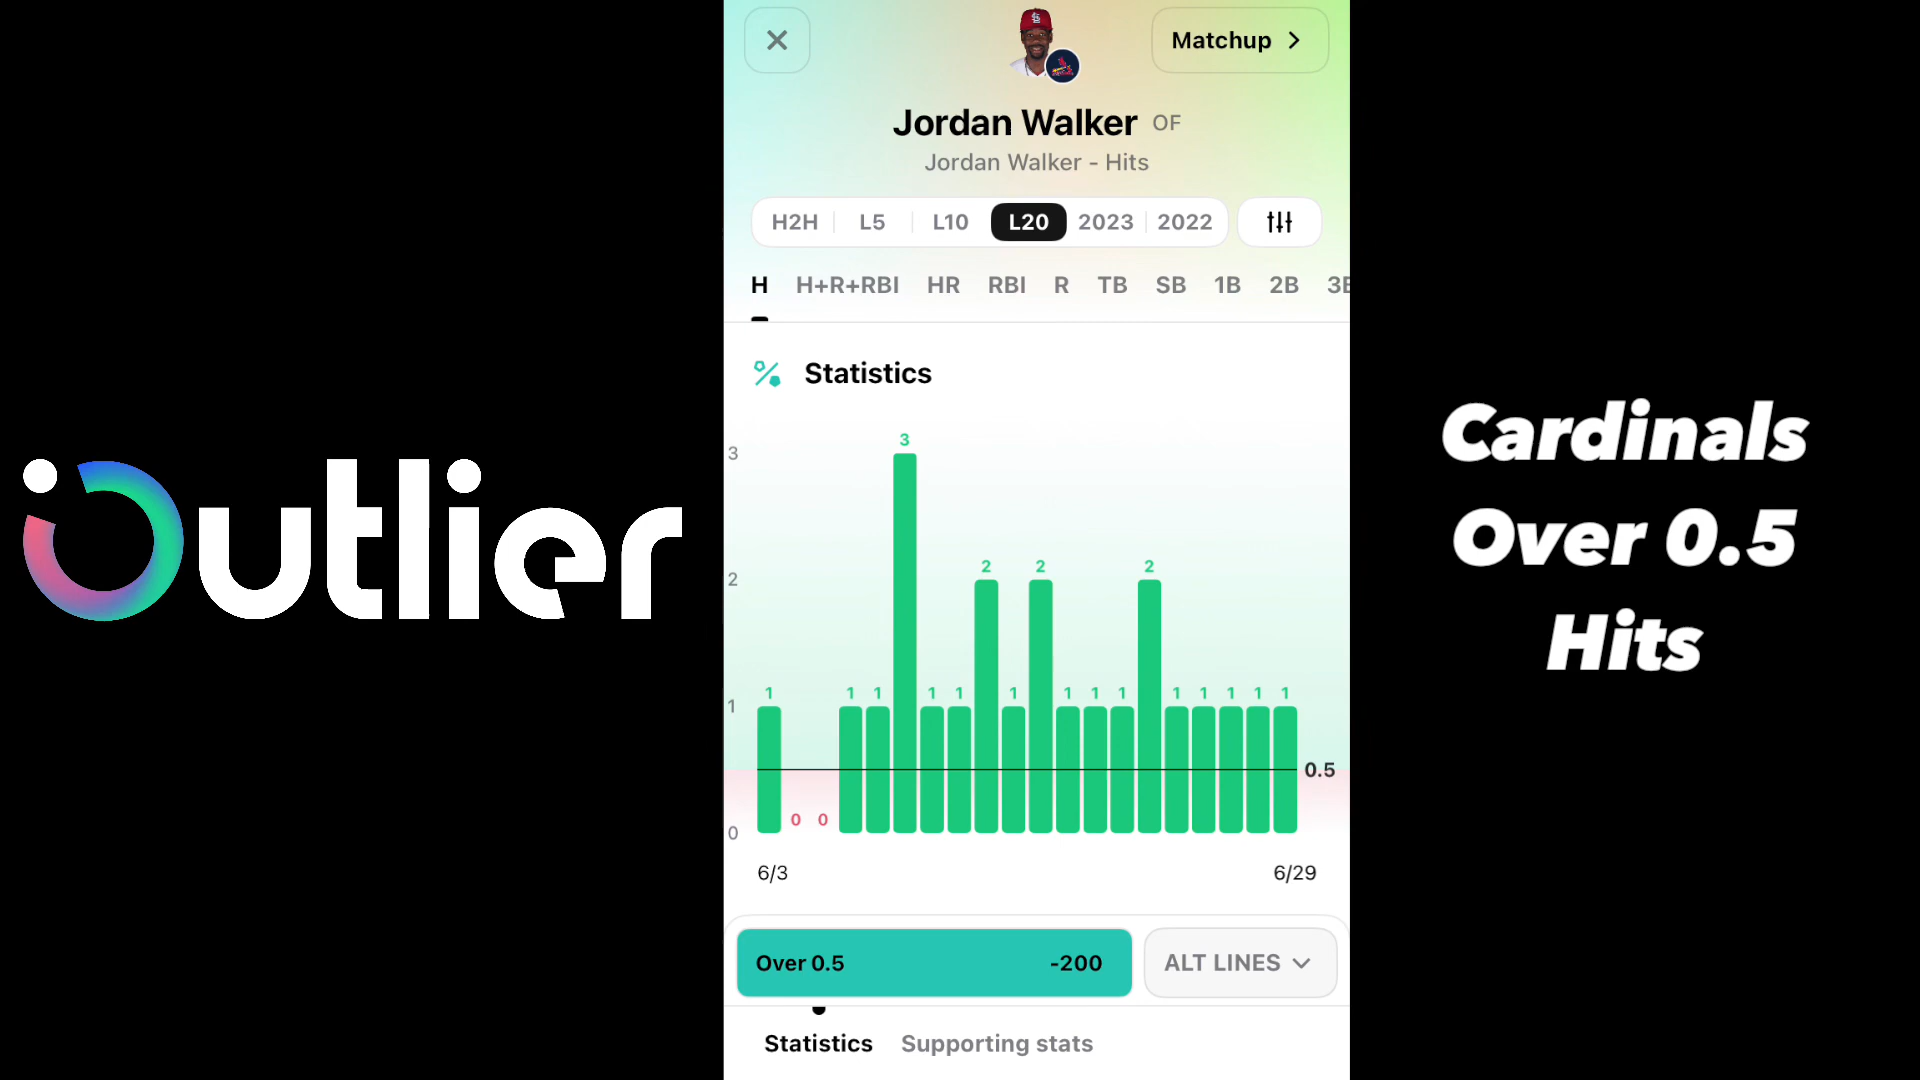 Outlier
Matchup
Jordan Walker OF
Jordan Walker - Hits
H2H L5 L10 L20 2023 2022
H H+R+RBI HR RBI R TB SB 1B 2B 3B
Statistics
3
3
2
2 2 2
1
1 1 1 1 1 1 1 1 1 1 1 1 1 1
0.5
0 0
0
6/3 6/29
Over 0.5 -200 ALT LINES
Statistics Supporting stats
Cardinals
Over 0.5
Hits